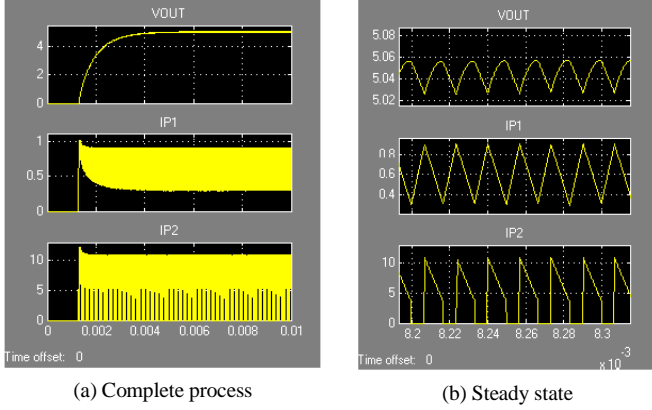 VOUT
4
2
0
IP1
1
0.5
0
IP2
10
5
0
0 0.002 0.004 0.006 0.008 0.01
Time offset: 0
(a) Complete process
VOUT
5.08
5.06
5.04
5.02
IP1
0.8
0.6
0.4
IP2
10
5
0
8.2 8.22 8.24 8.26 8.28 8.3
x 10 -3
Time offset: 0
(b) Steady state